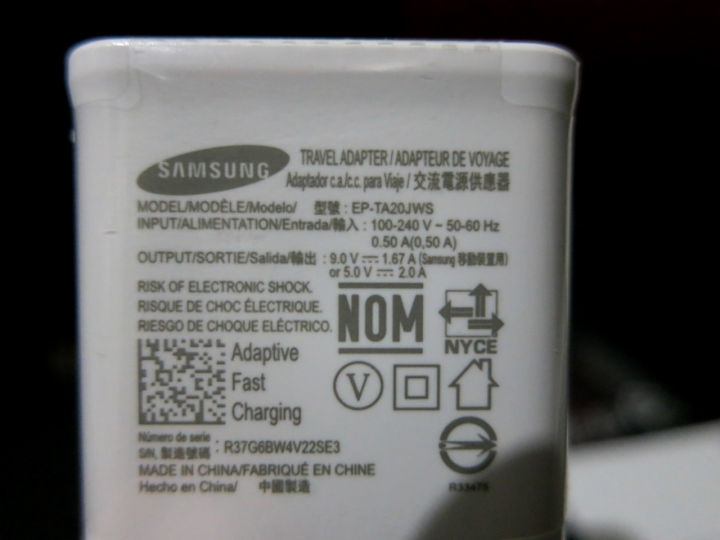 SAMSUNG
TRAVEL ADAPTER / ADAPTEUR DE VOYAGE
Adaptador c.a./c.c. para Viaje / 交流電源供應器
MODEL/MODÈLE/Modelo/ 型號 : EP-TA20JWS
INPUT/ALIMENTATION/Entrada/輸入 : 100-240 V ~ 50-60 Hz
0.50 A(0,50 A)
OUTPUT/SORTIE/Salida/輸出 : 9.0 V ⎓ 1.67 A (Samsung 移動裝置用)
or 5.0 V ⎓ 2.0 A
RISK OF ELECTRONIC SHOCK.
RISQUE DE CHOC ÉLECTRIQUE.
RIESGO DE CHOQUE ELÉCTRICO.
NOM
NYCE
Adaptive
Fast
Charging
V
Número de serie
S/N, 製造號碼 : R37G6BW4V22SE3
MADE IN CHINA/FABRIQUÉ EN CHINE
Hecho en China/ 中國製造
R33475